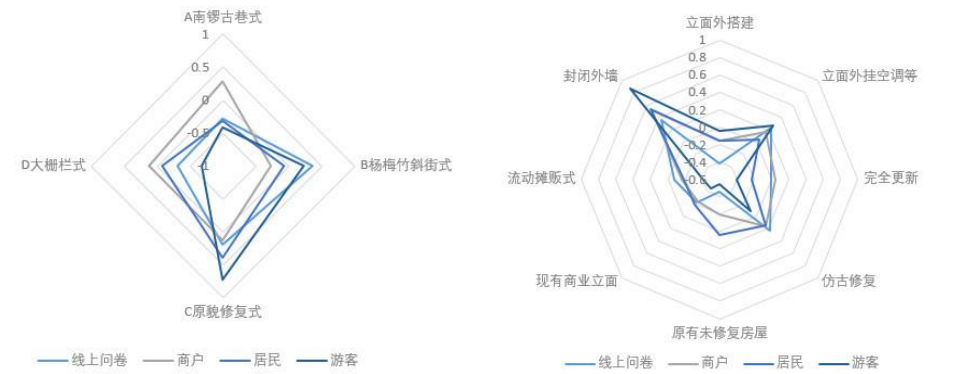 A南锣古巷式
1
0.5
0
-0.5
-1
D大栅栏式
B杨梅竹斜街式
C原貌修复式
线上问卷 商户 居民 游客
立面外搭建
1
0.8
0.6
0.4
0.2
0
-0.2
-0.4
-0.6
封闭外墙
立面外挂空调等
流动摊贩式
完全更新
现有商业立面
仿古修复
原有未修复房屋
线上问卷 商户 居民 游客